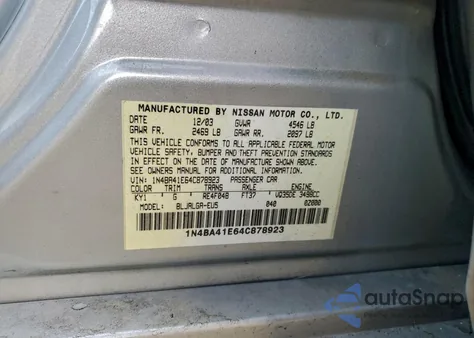 MANUFACTURED BY NISSAN MOTOR CO., LTD.
DATE 12/03 GVWR 4546 LB
GAWR FR. 2469 LB GAWR RR. 2097 LB
THIS VEHICLE CONFORMS TO ALL APPLICABLE FEDERAL MOTOR
VEHICLE SAFETY, BUMPER AND THEFT PREVENTION STANDARDS
IN EFFECT ON THE DATE OF MANUFACTURE SHOWN ABOVE.
SEE OWNERS MANUAL FOR ADDITIONAL INFORMATION.
VIN: 1N4BA41E64C878923 PASSENGER CAR
COLOR TRIM TRANS AXLE ENGINE
KY1 G RE4F04B FT37 VQ35DE 3498CC
MODEL BLJALGA-EU5 040 02080
1N4BA41E64C878923
autoSnap